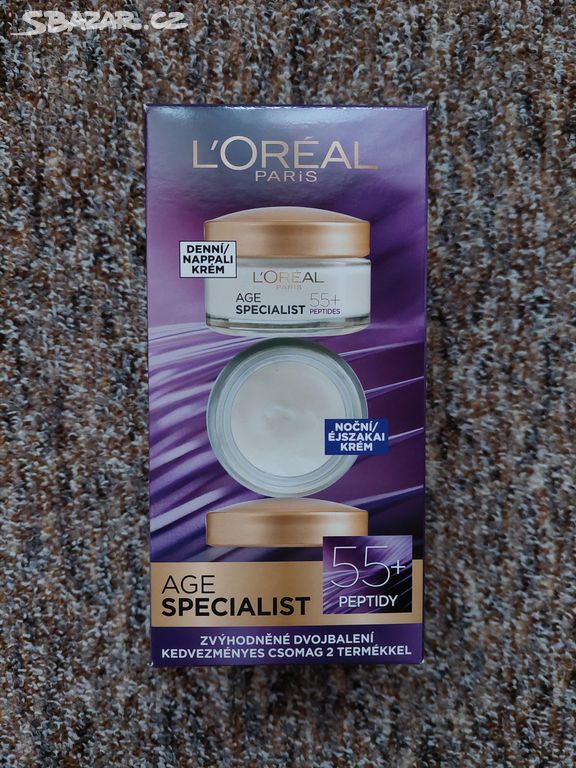 SBAZAR.CZ
L'ORÉAL
PARIS
DENNÍ/
NAPPALI
KRÉM
L'ORÉAL
PARIS
AGE
SPECIALIST
55+
PEPTIDES
NOČNÍ/
ÉJSZAKAI
KRÉM
AGE
SPECIALIST
55+
PEPTIDY
ZVÝHODNĚNÉ DVOJBALENÍ
KEDVEZMÉNYES CSOMAG 2 TERMÉKKEL